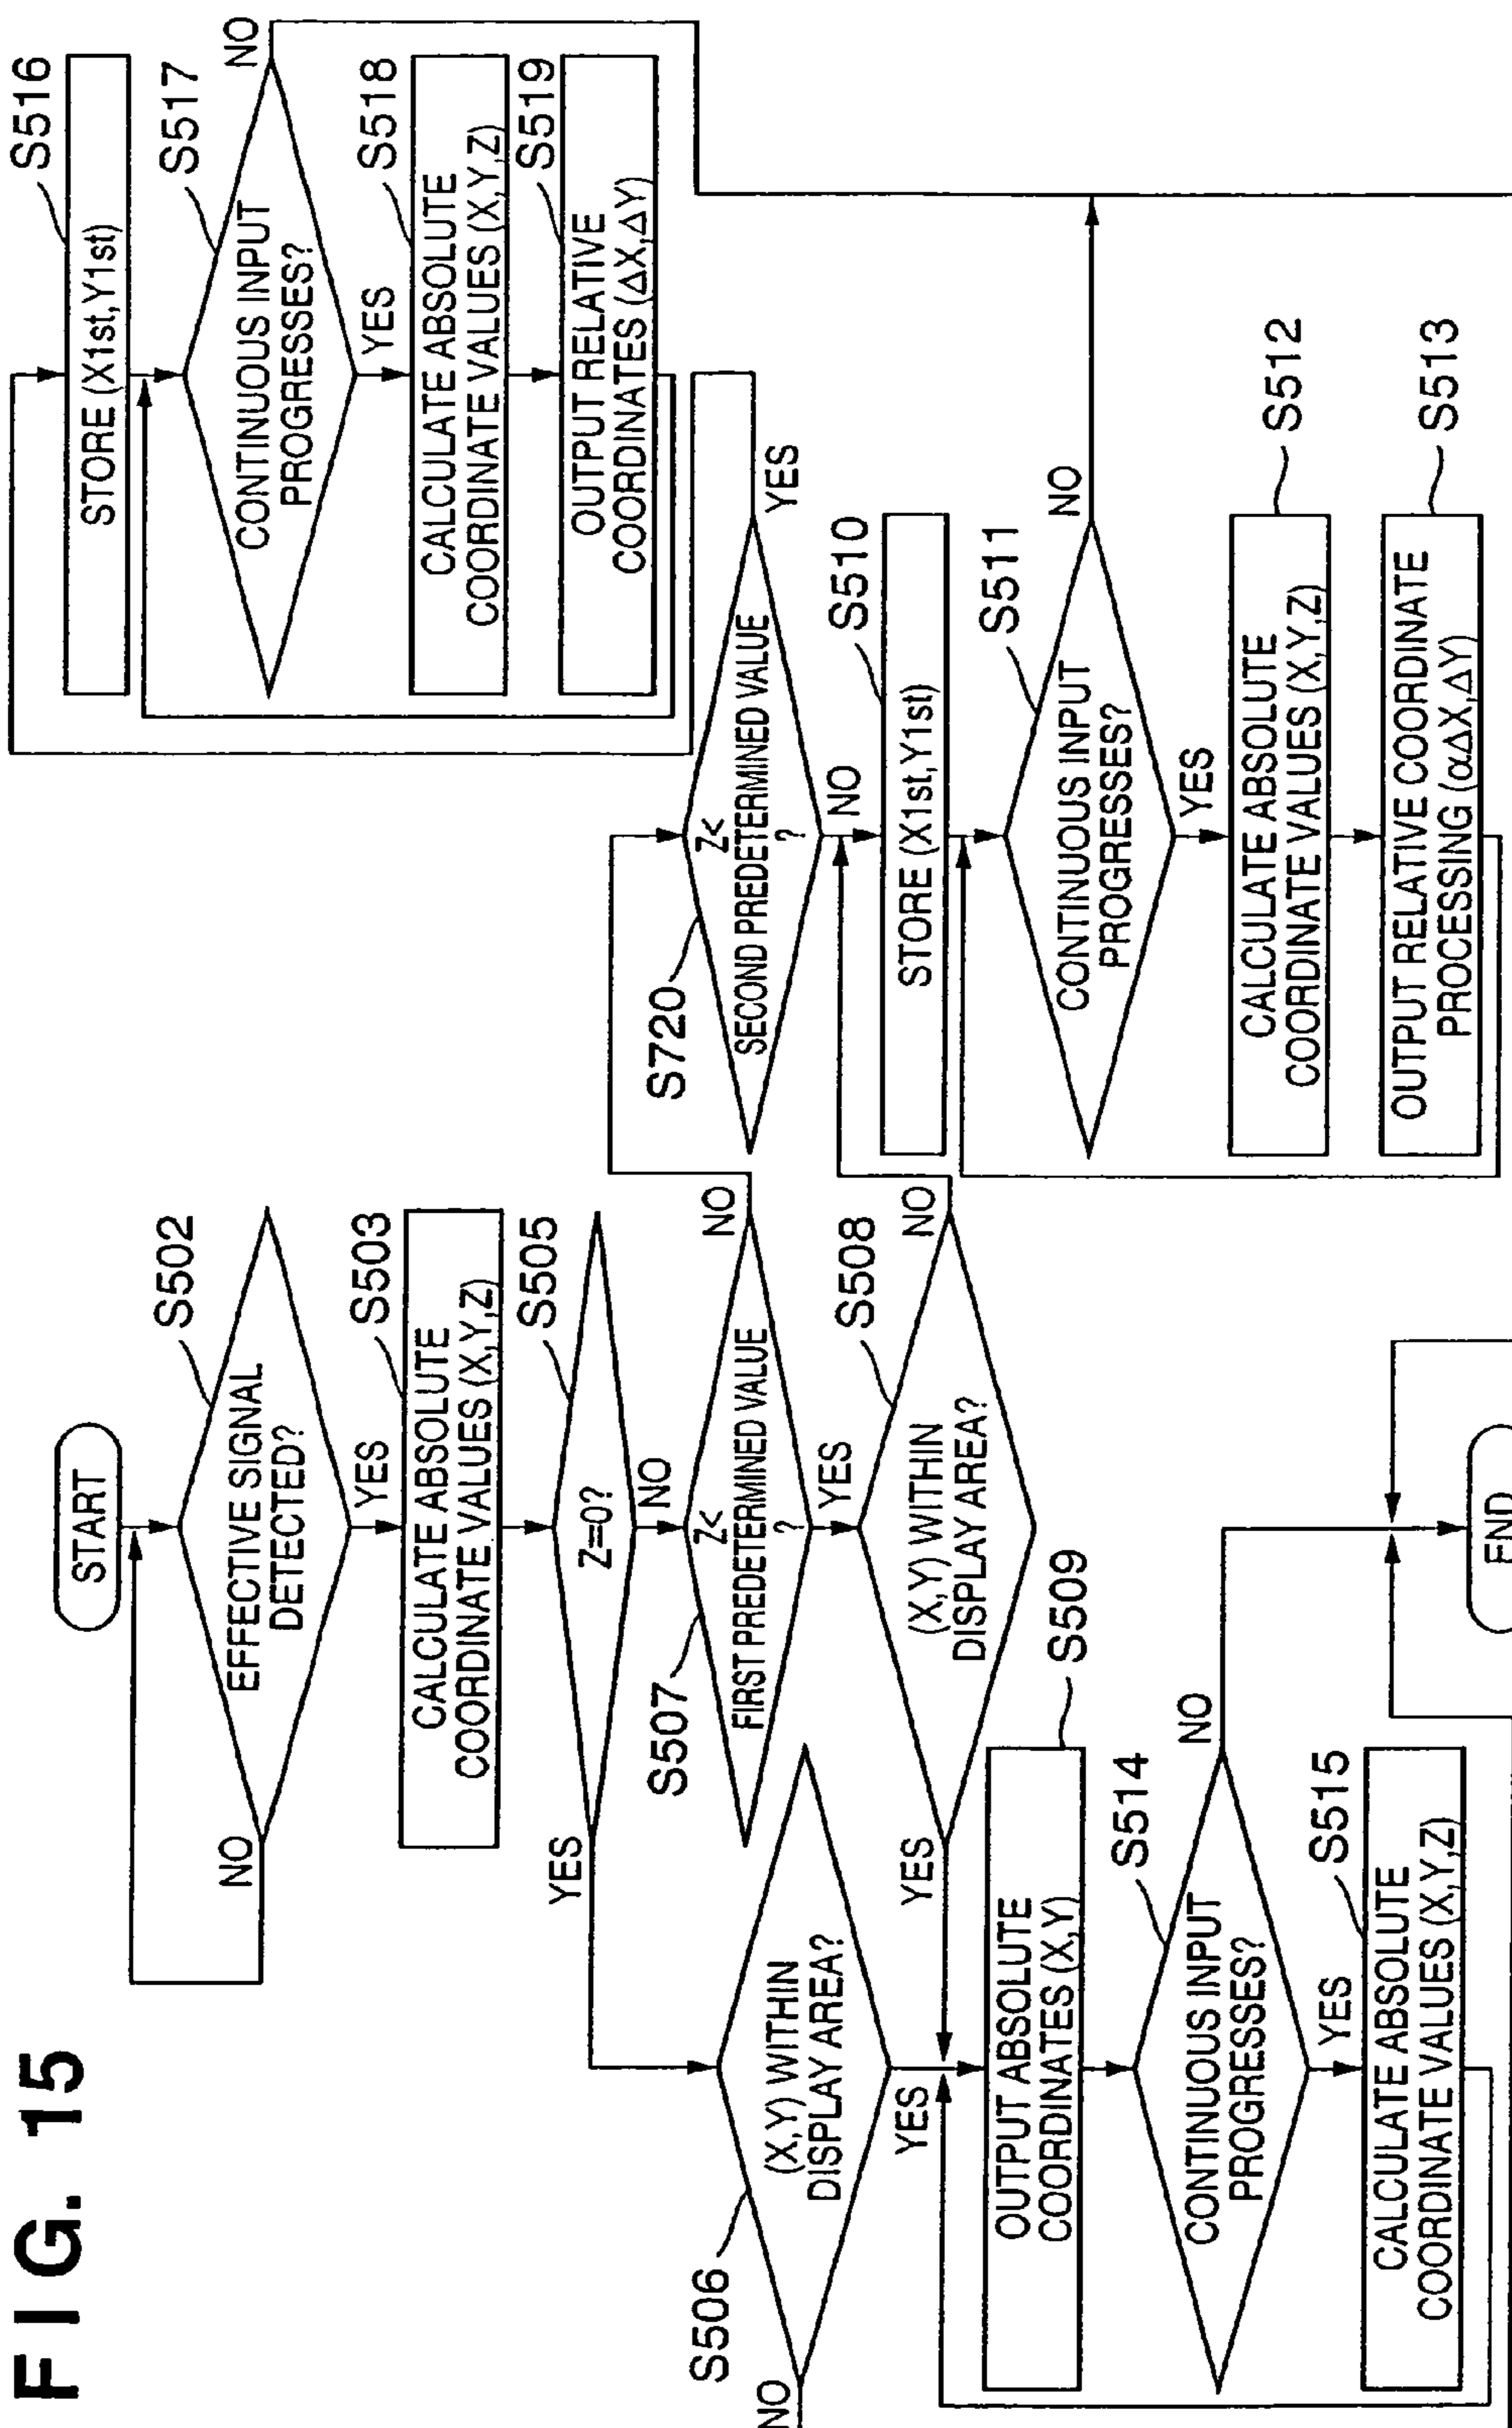 FIG. 15
START
S502
EFFECTIVE SIGNAL
DETECTED?
NO
YES
S503
CALCULATE ABSOLUTE
COORDINATE VALUES (X,Y,Z)
S505
Z=0?
YES
NO
S507
Z<
FIRST PREDETERMINED VALUE
?
NO
YES
S506
(X,Y) WITHIN
DISPLAY AREA?
NO
YES
S508
(X,Y) WITHIN
DISPLAY AREA?
YES
NO
S509
OUTPUT ABSOLUTE
COORDINATES (X,Y)
S514
CONTINUOUS INPUT
PROGRESSES?
NO
YES
S515
CALCULATE ABSOLUTE
COORDINATE VALUES (X,Y,Z)
END
S720
Z<
SECOND PREDETERMINED VALUE
?
YES
NO
S510
STORE (X1st,Y1st)
S511
CONTINUOUS INPUT
PROGRESSES?
NO
YES
S512
CALCULATE ABSOLUTE
COORDINATE VALUES (X,Y,Z)
S513
OUTPUT RELATIVE COORDINATE
PROCESSING (αΔX,ΔY)
S516
STORE (X1st,Y1st)
S517
CONTINUOUS INPUT
PROGRESSES?
NO
YES
S518
CALCULATE ABSOLUTE
COORDINATE VALUES (X,Y,Z)
S519
OUTPUT RELATIVE
COORDINATES (ΔX,ΔY)